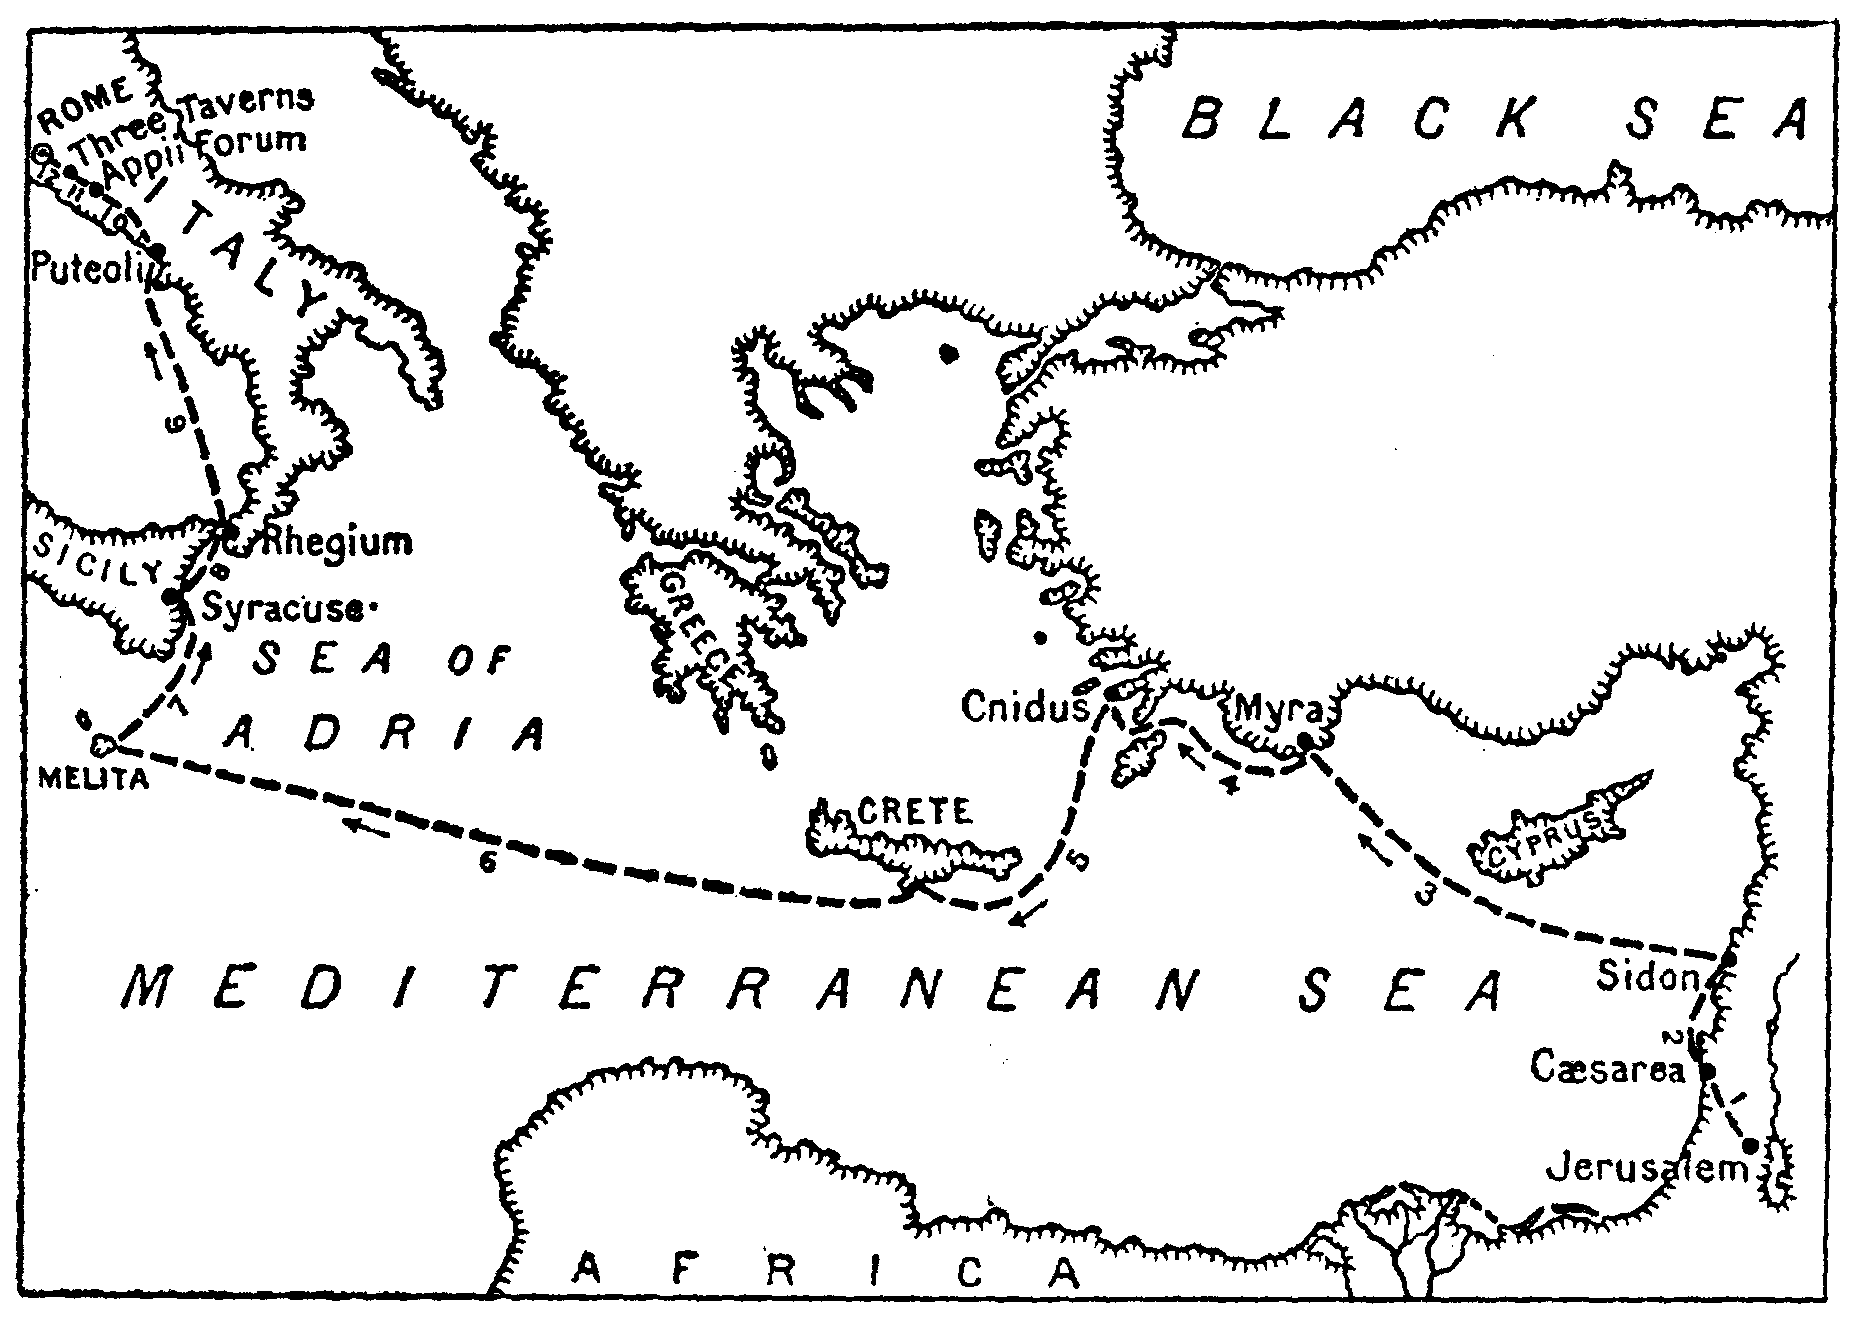 BLACK SEA
ROME
Three Taverns
Appii Forum
12
11
10
ITALY
Puteoli
9
SICILY
Rhegium
8
Syracuse
GREECE
SEA OF
ADRIA
7
MELITA
Cnidus
Myra
4
CRETE
5
6
3
CYPRUS
MEDITERRANEAN SEA
Sidon
2
Cæsarea
1
Jerusalem
AFRICA